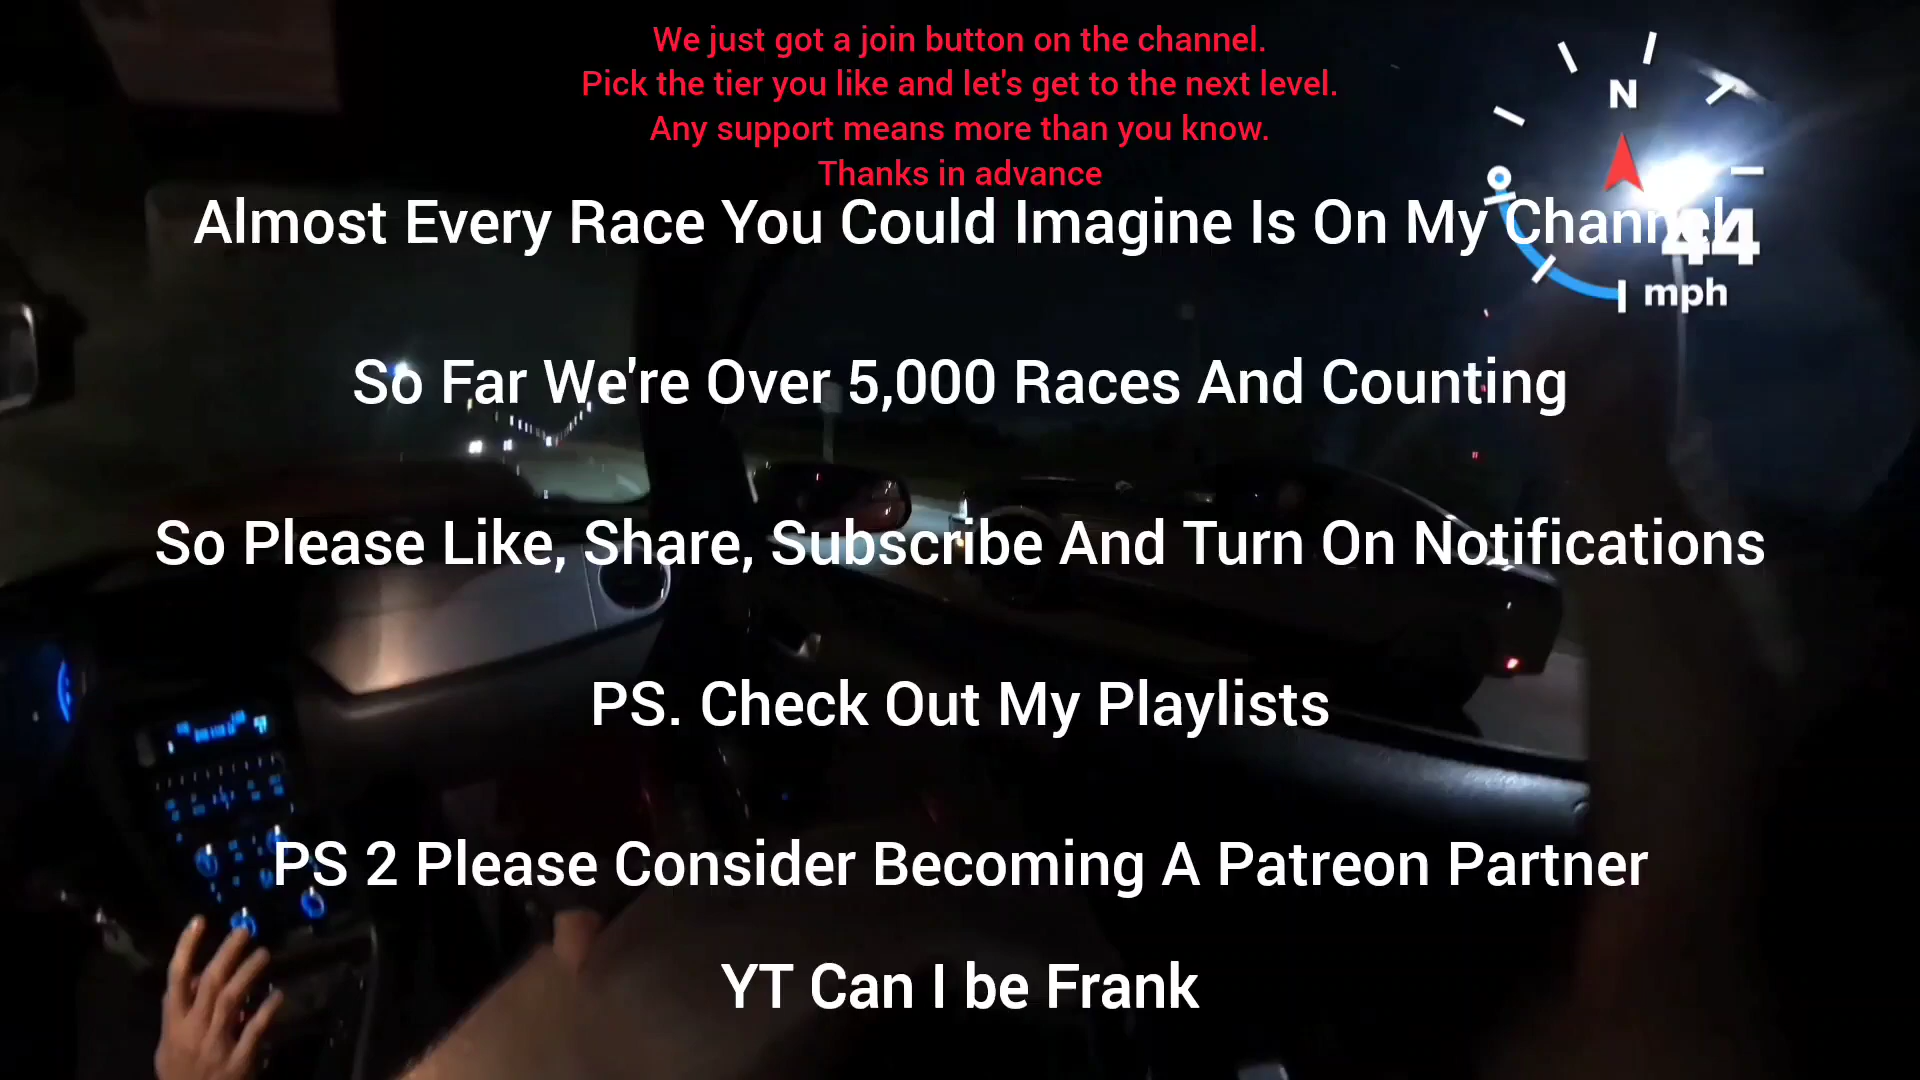 We just got a join button on the channel.
Pick the tier you like and let's get to the next level.
Any support means more than you know.
Thanks in advance
N
Almost Every Race You Could Imagine Is On My Channel
44
mph
So Far We're Over 5,000 Races And Counting
So Please Like, Share, Subscribe And Turn On Notifications
PS. Check Out My Playlists
PS 2 Please Consider Becoming A Patreon Partner
YT Can I be Frank